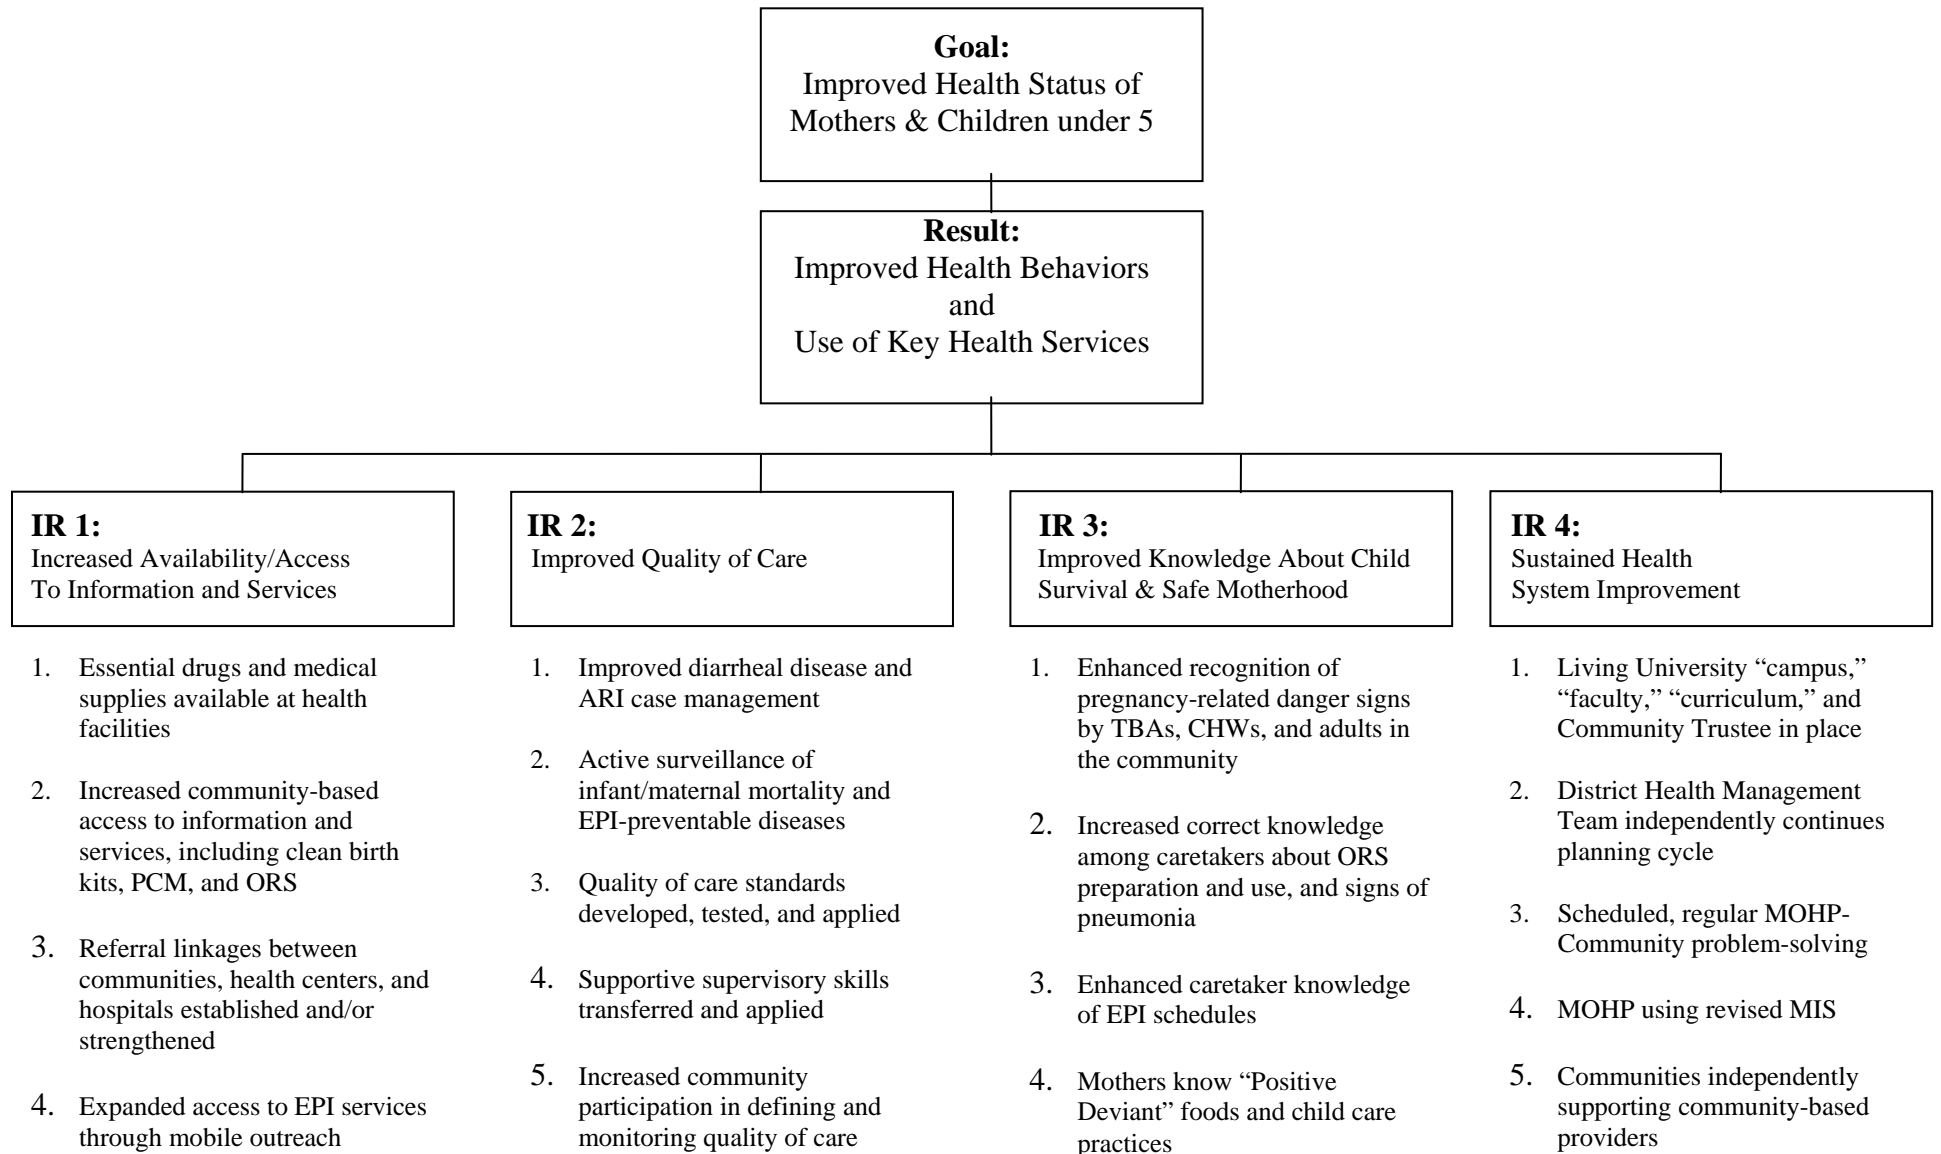 Goal:
Improved Health Status of
Mothers & Children under 5
Result:
Improved Health Behaviors
and
Use of Key Health Services
IR 1:
Increased Availability/Access
To Information and Services
1. Essential drugs and medical
supplies available at health
facilities
2. Increased community-based
access to information and
services, including clean birth
kits, PCM, and ORS
3. Referral linkages between
communities, health centers, and
hospitals established and/or
strengthened
4. Expanded access to EPI services
through mobile outreach
IR 2:
Improved Quality of Care
1. Improved diarrheal disease and
ARI case management
2. Active surveillance of
infant/maternal mortality and
EPI-preventable diseases
3. Quality of care standards
developed, tested, and applied
4. Supportive supervisory skills
transferred and applied
5. Increased community
participation in defining and
monitoring quality of care
IR 3:
Improved Knowledge About Child
Survival & Safe Motherhood
1. Enhanced recognition of
pregnancy-related danger signs
by TBAs, CHWs, and adults in
the community
2. Increased correct knowledge
among caretakers about ORS
preparation and use, and signs of
pneumonia
3. Enhanced caretaker knowledge
of EPI schedules
4. Mothers know “Positive
Deviant” foods and child care
practices
IR 4:
Sustained Health
System Improvement
1. Living University “campus,”
“faculty,” “curriculum,” and
Community Trustee in place
2. District Health Management
Team independently continues
planning cycle
3. Scheduled, regular MOHP-
Community problem-solving
4. MOHP using revised MIS
5. Communities independently
supporting community-based
providers